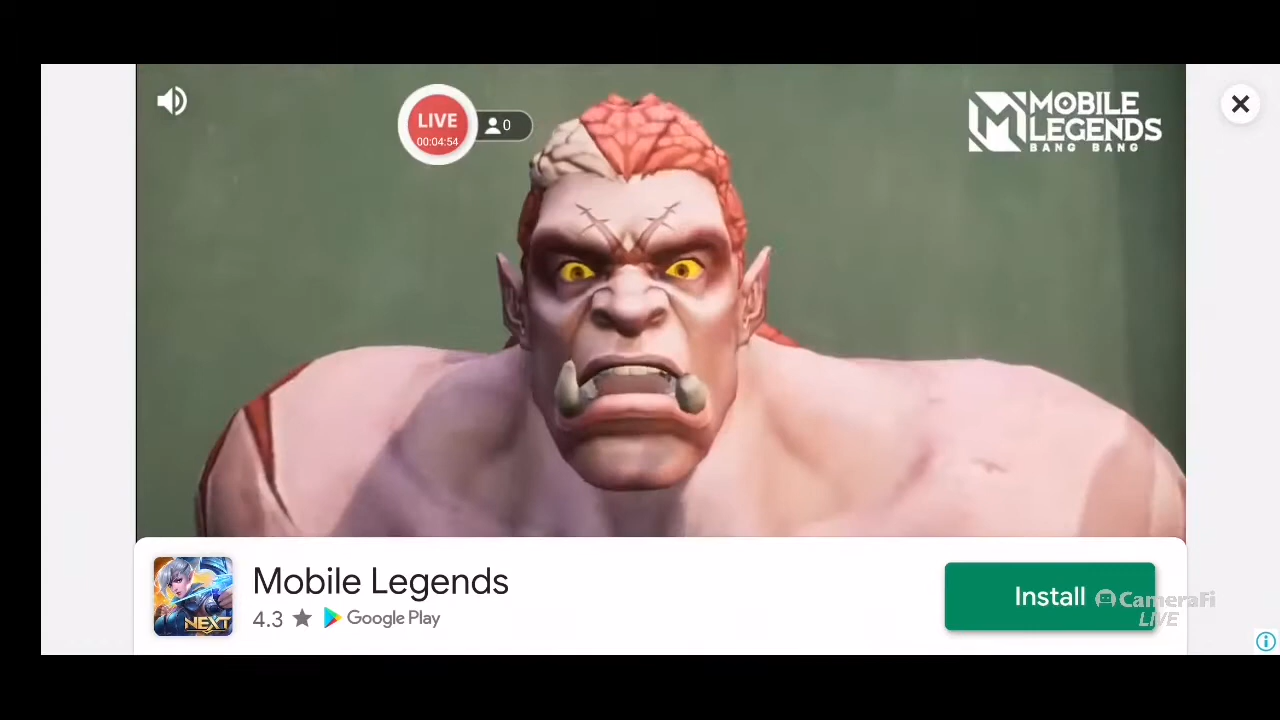 LIVE
00:04:54
0
MOBILE
LEGENDS
BANG BANG
Mobile Legends
4.3
Google Play
NEXT
Install
CameraFi
LIVE